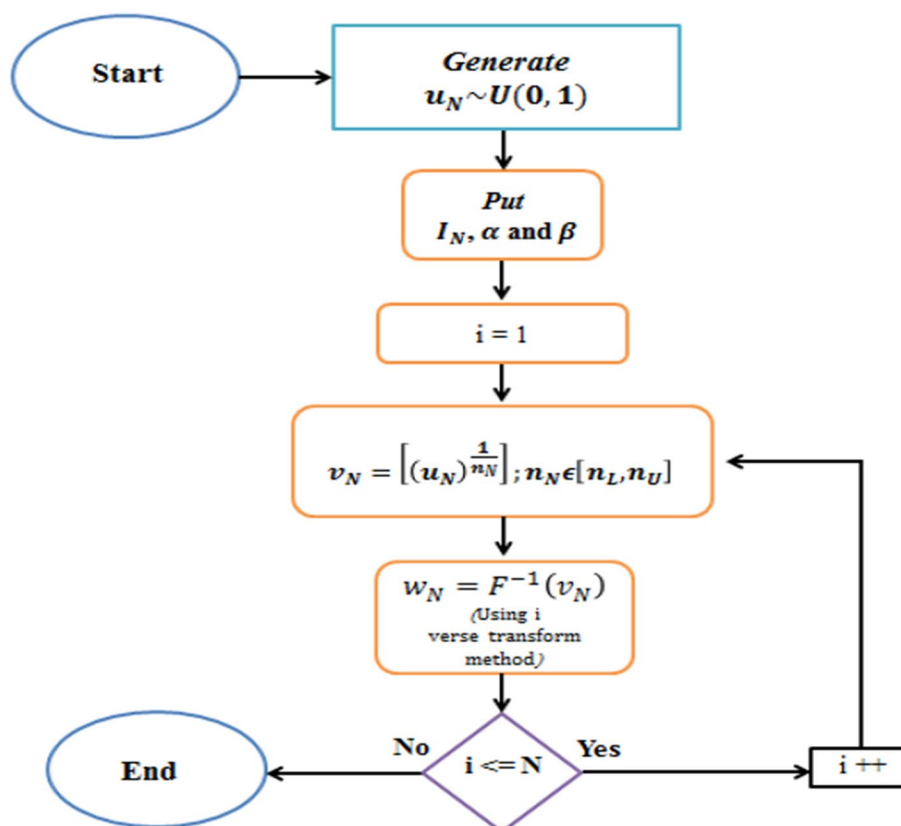 Start
Generate
u_N~U(0, 1)
Put
I_N, α and β
i = 1
v_N = [(u_N)^{1/n_N}]; n_N ϵ[n_L, n_U]
w_N = F^{-1}(v_N)
(Using i
verse transform
method)
No
i <= N
Yes
i ++
End